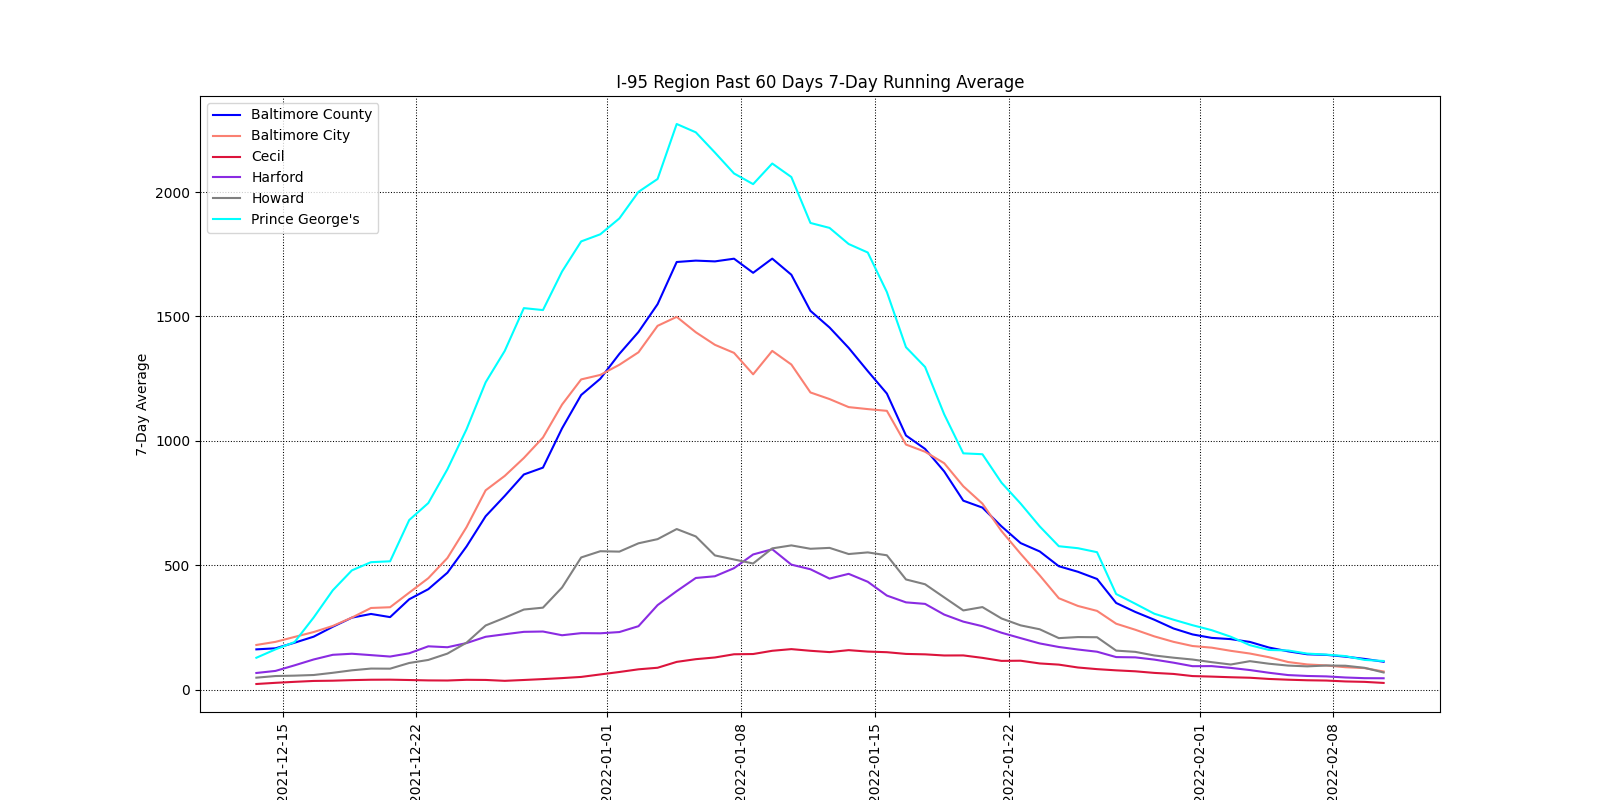 I-95 Region Past 60 Days 7-Day Running Average
Baltimore County
Baltimore City
Cecil
Harford
Howard
Prince George's
7-Day Average
2000
1500
1000
500
0
2021-12-15
2021-12-22
2022-01-01
2022-01-08
2022-01-15
2022-01-22
2022-02-01
2022-02-08